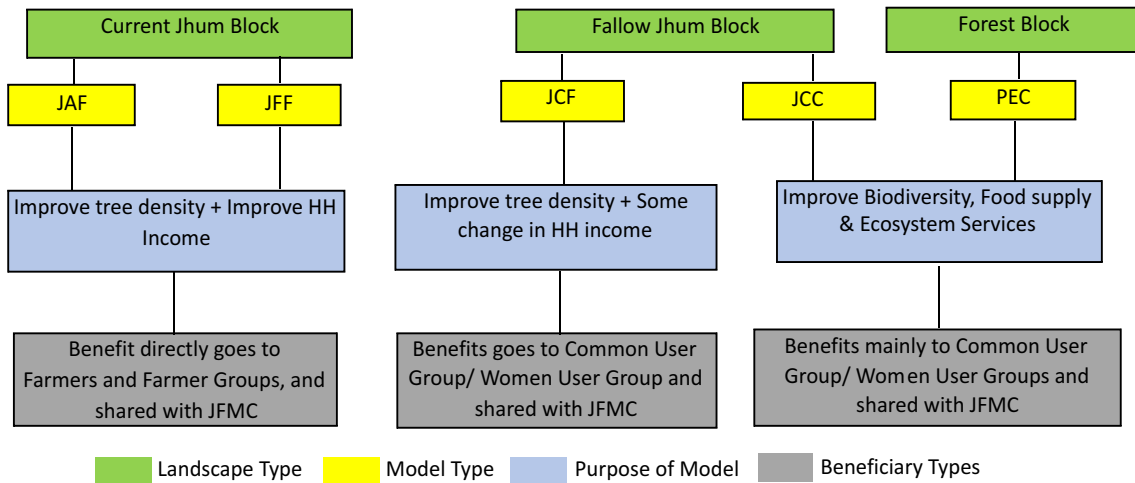 Current Jhum Block
Fallow Jhum Block
Forest Block
JAF
JFF
JCF
JCC
PEC
Improve tree density + Improve HH
Income
Improve tree density + Some
change in HH income
Improve Biodiversity, Food supply
& Ecosystem Services
Benefit directly goes to
Farmers and Farmer Groups, and
shared with JFMC
Benefits goes to Common User
Group/ Women User Group and
shared with JFMC
Benefits mainly to Common User
Group/ Women User Groups and
shared with JFMC
Landscape Type
Model Type
Purpose of Model
Beneficiary Types